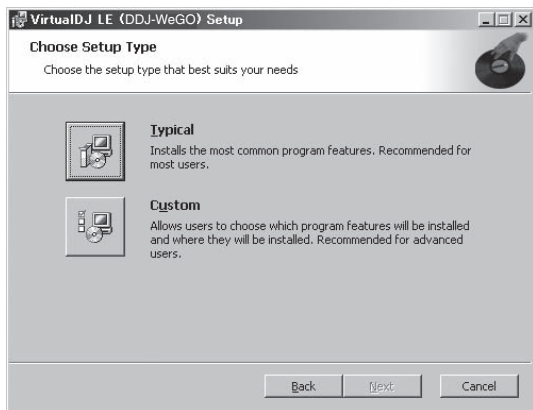 VirtualDJ LE (DDJ-WeGO) Setup
Choose Setup Type
Choose the setup type that best suits your needs
Typical
Installs the most common program features. Recommended for
most users.
Custom
Allows users to choose which program features will be installed
and where they will be installed. Recommended for advanced
users.
Back
Next
Cancel